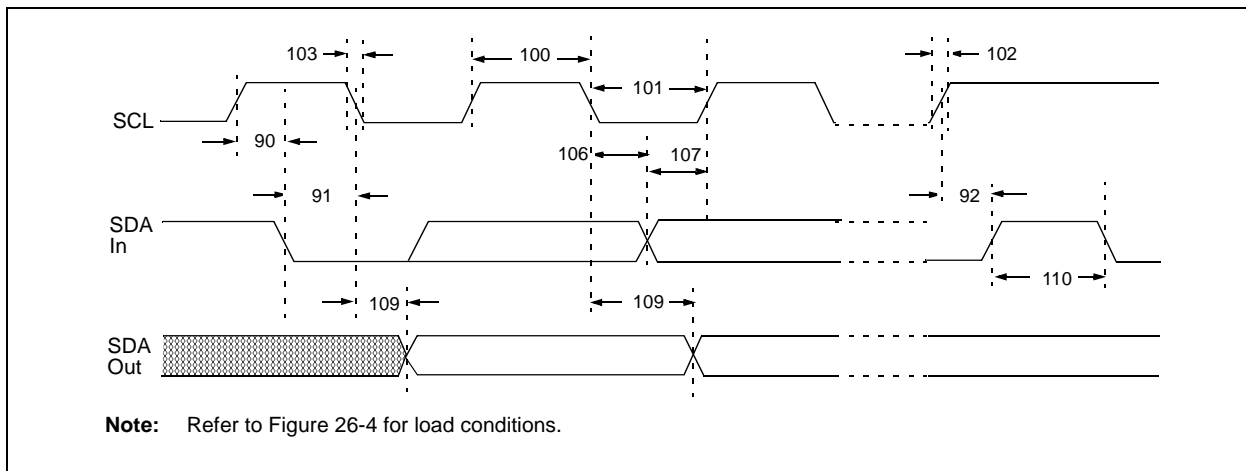 103
100
102
101
SCL
90
106
107
91
92
SDA
In
110
109
109
SDA
Out
Note: Refer to Figure 26-4 for load conditions.